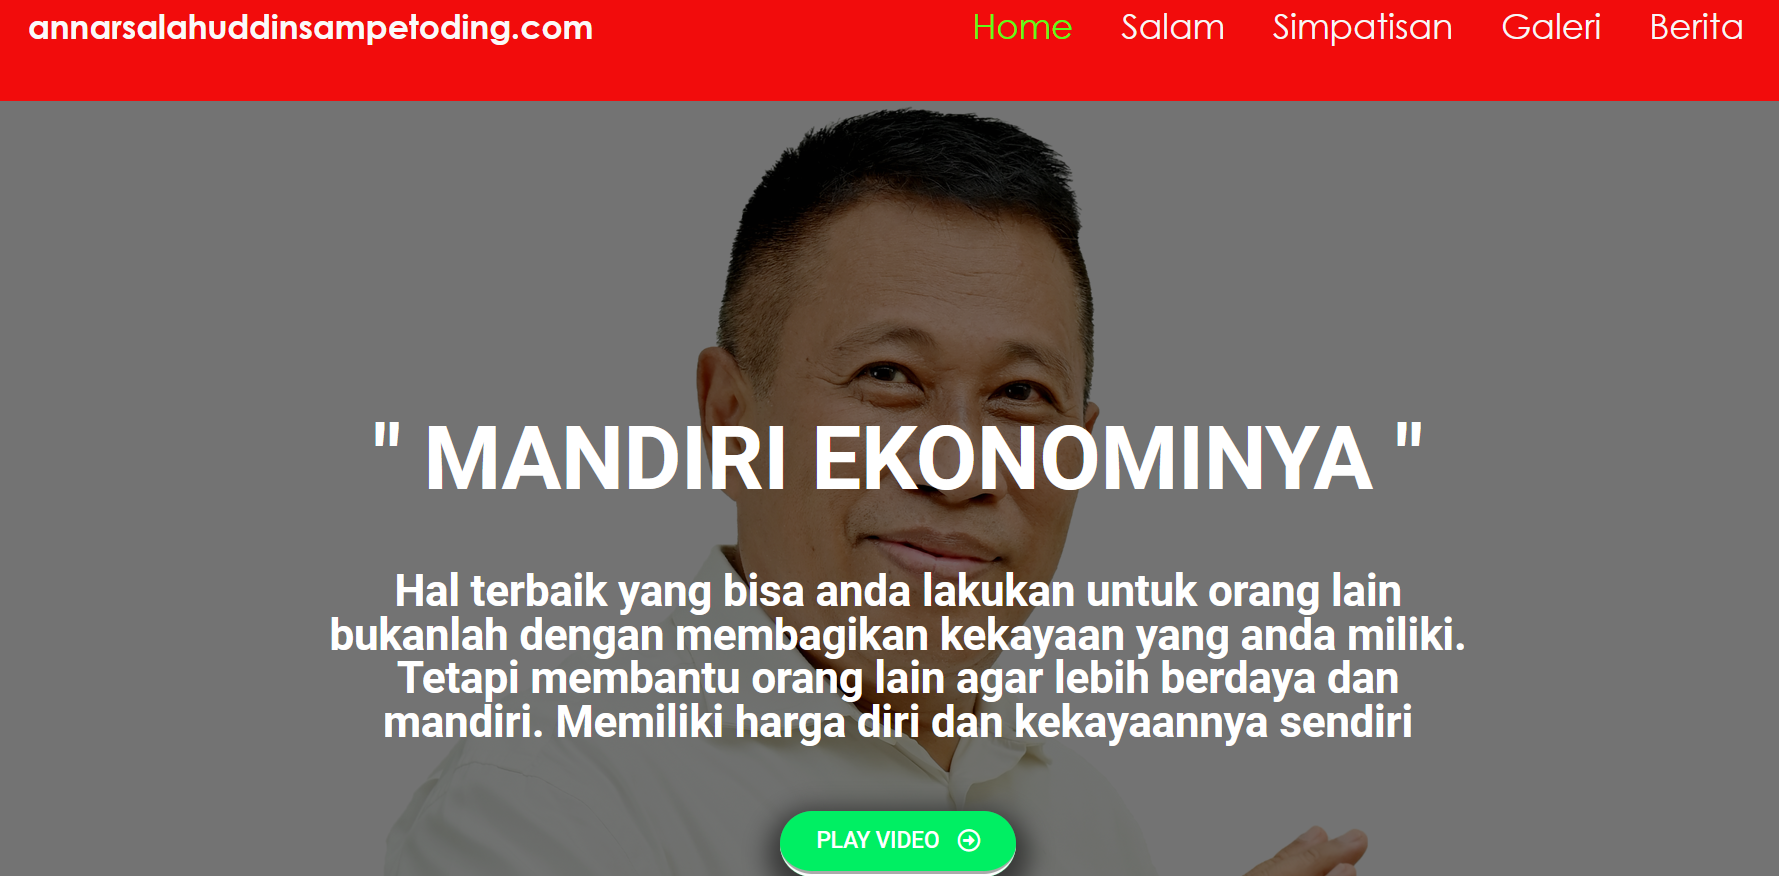 annarsalahuddinsampetoding.com
Home Salam Simpatisan Galeri Berita
" MANDIRI EKONOMINYA "
Hal terbaik yang bisa anda lakukan untuk orang lain
bukanlah dengan membagikan kekayaan yang anda miliki.
Tetapi membantu orang lain agar lebih berdaya dan
mandiri. Memiliki harga diri dan kekayaannya sendiri
PLAY VIDEO